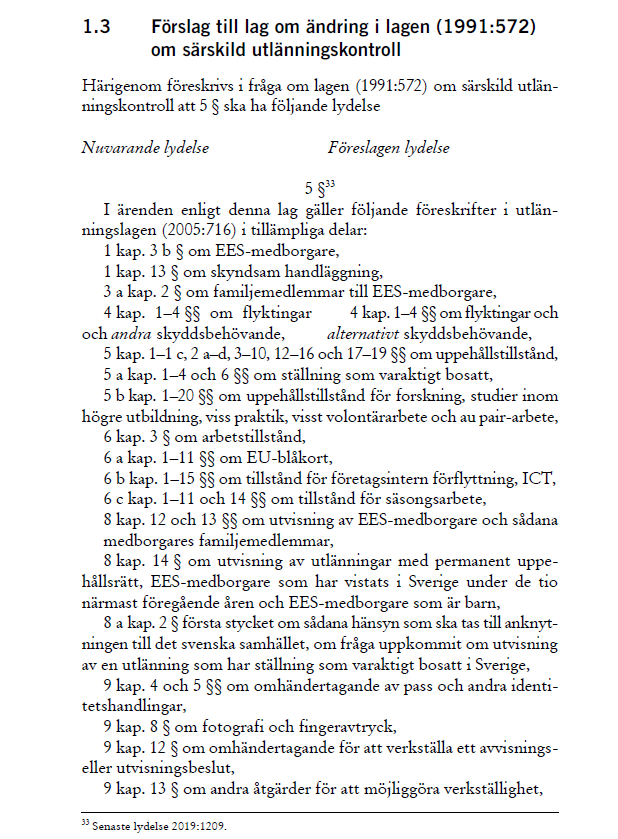 1.3 Förslag till lag om ändring i lagen (1991:572)
om särskild utlänningskontroll
Härigenom föreskrivs i fråga om lagen (1991:572) om särskild utlän-
ningskontroll att 5 § ska ha följande lydelse
Nuvarande lydelse Föreslagen lydelse
5 §33
I ärenden enligt denna lag gäller följande föreskrifter i utlän-
ningslagen (2005:716) i tillämpliga delar:
1 kap. 3 b § om EES-medborgare,
1 kap. 13 § om skyndsam handläggning,
3 a kap. 2 § om familjemedlemmar till EES-medborgare,
4 kap. 1–4 §§ om flyktingar
och andra skyddsbehövande,
4 kap. 1–4 §§ om flyktingar och
alternativt skyddsbehövande,
5 kap. 1–1 c, 2 a–d, 3–10, 12–16 och 17–19 §§ om uppehållstillstånd,
5 a kap. 1–4 och 6 §§ om ställning som varaktigt bosatt,
5 b kap. 1–20 §§ om uppehållstillstånd för forskning, studier inom
högre utbildning, viss praktik, visst volontärarbete och au pair-arbete,
6 kap. 3 § om arbetstillstånd,
6 a kap. 1–11 §§ om EU-blåkort,
6 b kap. 1–15 §§ om tillstånd för företagsintern förflyttning, ICT,
6 c kap. 1–11 och 14 §§ om tillstånd för säsongsarbete,
8 kap. 12 och 13 §§ om utvisning av EES-medborgare och sådana
medborgares familjemedlemmar,
8 kap. 14 § om utvisning av utlänningar med permanent uppe-
hållsrätt, EES-medborgare som har vistats i Sverige under de tio
närmast föregående åren och EES-medborgare som är barn,
8 a kap. 2 § första stycket om sådana hänsyn som ska tas till anknyt-
ningen till det svenska samhället, om fråga uppkommit om utvisning
av en utlänning som har ställning som varaktigt bosatt i Sverige,
9 kap. 4 och 5 §§ om omhändertagande av pass och andra identi-
tetshandlingar,
9 kap. 8 § om fotografi och fingeravtryck,
9 kap. 12 § om omhändertagande för att verkställa ett avvisnings-
eller utvisningsbeslut,
9 kap. 13 § om andra åtgärder för att möjliggöra verkställighet,
33 Senaste lydelse 2019:1209.